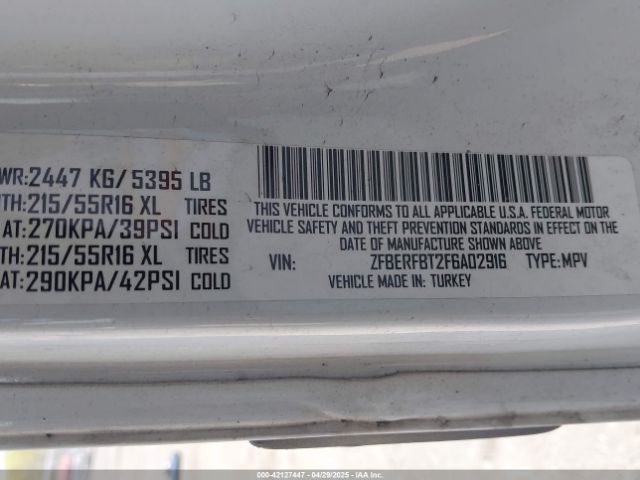 WR:2447 KG/ 5395 LB
TH:215/55R16 XL TIRES
AT:270KPA/39PSI COLD
TH:215/55R16 XL TIRES
AT:290KPA/42PSI COLD
THIS VEHICLE CONFORMS TO ALL APPLICABLE U.S.A. FEDERAL MOTOR
VEHICLE SAFETY AND THEFT PREVENTION STANDARDS IN EFFECT ON THE
DATE OF MANUFACTURE SHOWN ABOVE
VIN: ZFBERFBT2F6A02916 TYPE:MPV
VEHICLE MADE IN: TURKEY
000-42127447 | 04/29/2025 | IAA, Inc.